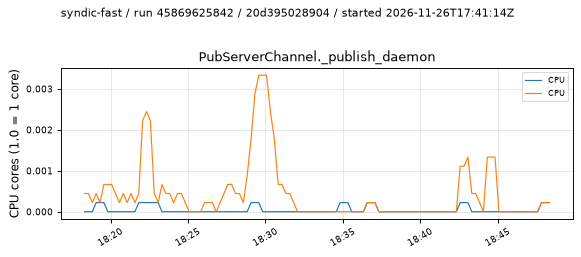 syndic-fast / run 45869625842 / 20d395028904 / started 2026-11-26T17:41:14Z
PubServerChannel._publish_daemon
CPU
CPU
CPU cores (1.0 = 1 core)
0.003
0.002
0.001
0.000
18:20
18:25
18:30
18:35
18:40
18:45